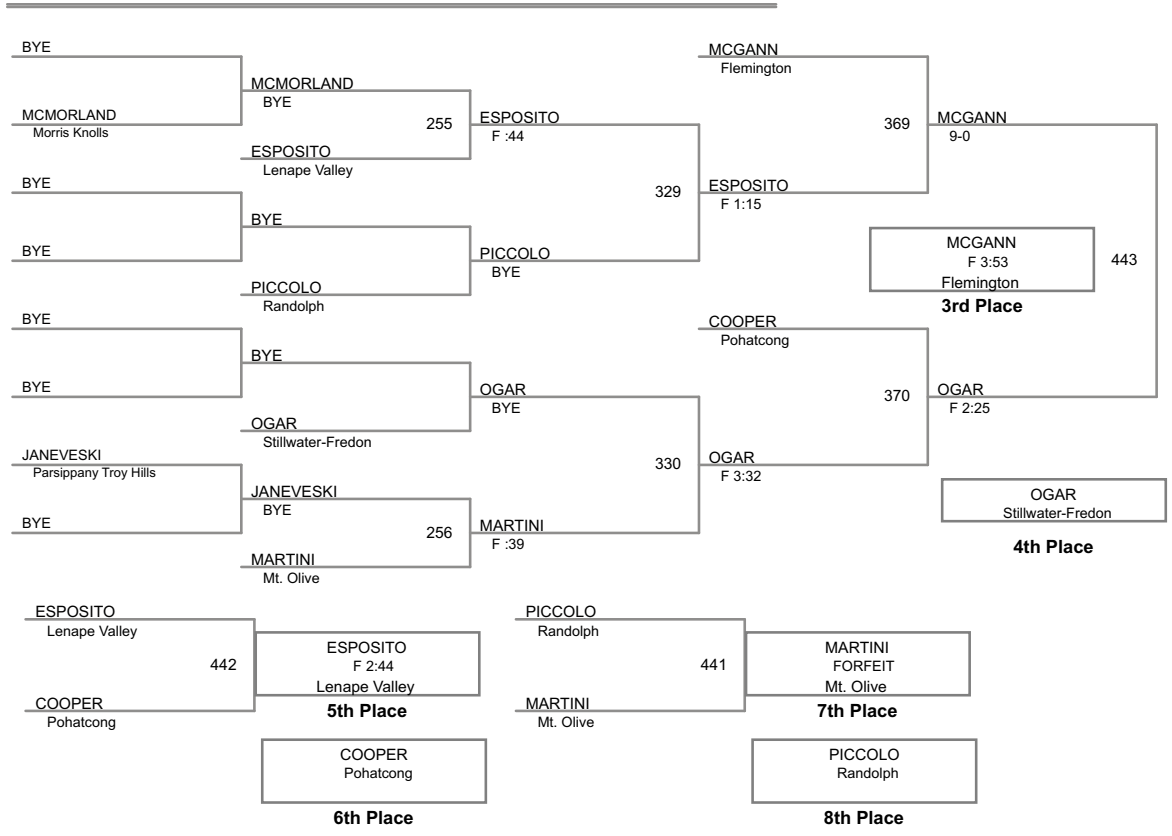 BYE
MCMORLAND
Morris Knolls
BYE
BYE
BYE
BYE
JANEVESKI
Parsippany Troy Hills
BYE
MCMORLAND
BYE
255
ESPOSITO
Lenape Valley
BYE
PICCOLO
Randolph
BYE
OGAR
Stillwater-Fredon
JANEVESKI
BYE
256
MARTINI
Mt. Olive
ESPOSITO
F :44
329
PICCOLO
BYE
OGAR
BYE
330
MARTINI
F :39
MCGANN
Flemington
369
ESPOSITO
F 1:15
COOPER
Pohatcong
370
OGAR
F 3:32
MCGANN
9-0
443
OGAR
F 2:25
MCGANN
F 3:53
Flemington
3rd Place
OGAR
Stillwater-Fredon
4th Place
ESPOSITO
Lenape Valley
442
COOPER
Pohatcong
ESPOSITO
F 2:44
Lenape Valley
5th Place
COOPER
Pohatcong
6th Place
PICCOLO
Randolph
441
MARTINI
Mt. Olive
MARTINI
FORFEIT
Mt. Olive
7th Place
PICCOLO
Randolph
8th Place